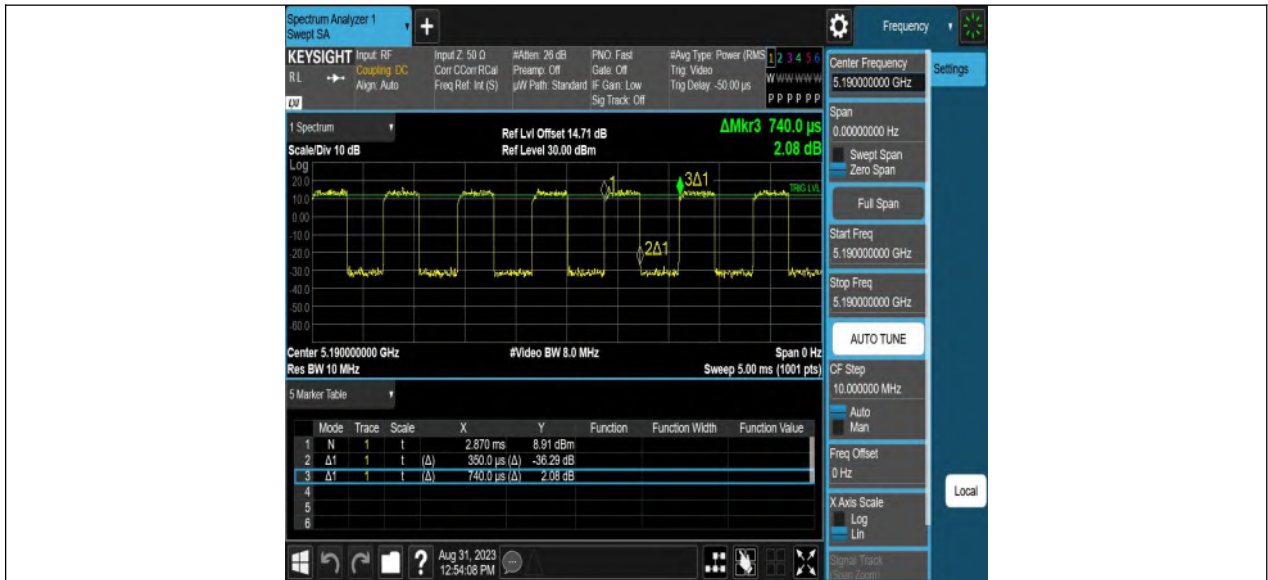 Spectrum Analyzer 1
Swept SA
+
Frequency
KEYSIGHT Input: RF Input Z: 50 Ω #Atten: 26 dB PNO: Fast #Avg Type: Power (RMS 1 2 3 4 5 6
RL Coupling: DC Corr CCorr RCal Preamp: Off Gate: Off Trig: Video W W W W W W
Align: Auto Freq Ref: Int (S) µW Path: Standard IF Gain: Low Trig Delay: -50.00 µs
Sig Track: Off P P P P P P
LXI
1 Spectrum
Scale/Div 10 dB
Ref Lvl Offset 14.71 dB
Ref Level 30.00 dBm
ΔMkr3 740.0 µs
2.08 dB
Log
20.0
10.0
0.00
-10.0
-20.0
-30.0
-40.0
-50.0
-60.0
1
3Δ1
TRIG LVL
2Δ1
Center 5.190000000 GHz #Video BW 8.0 MHz Span 0 Hz
Res BW 10 MHz Sweep 5.00 ms (1001 pts)
5 Marker Table
Mode Trace Scale X Y Function Function Width Function Value
1 N 1 t 2.870 ms 8.91 dBm
2 Δ1 1 t (Δ) 350.0 µs (Δ) -36.29 dB
3 Δ1 1 t (Δ) 740.0 µs (Δ) 2.08 dB
4
5
6
?
Aug 31, 2023
12:54:08 PM
Center Frequency
5.190000000 GHz
Settings
Span
0.00000000 Hz
Swept Span
Zero Span
Full Span
Start Freq
5.190000000 GHz
Stop Freq
5.190000000 GHz
AUTO TUNE
CF Step
10.000000 MHz
Auto
Man
Freq Offset
0 Hz
X Axis Scale
Log
Lin
Local
Signal Track
(Span Zoom)